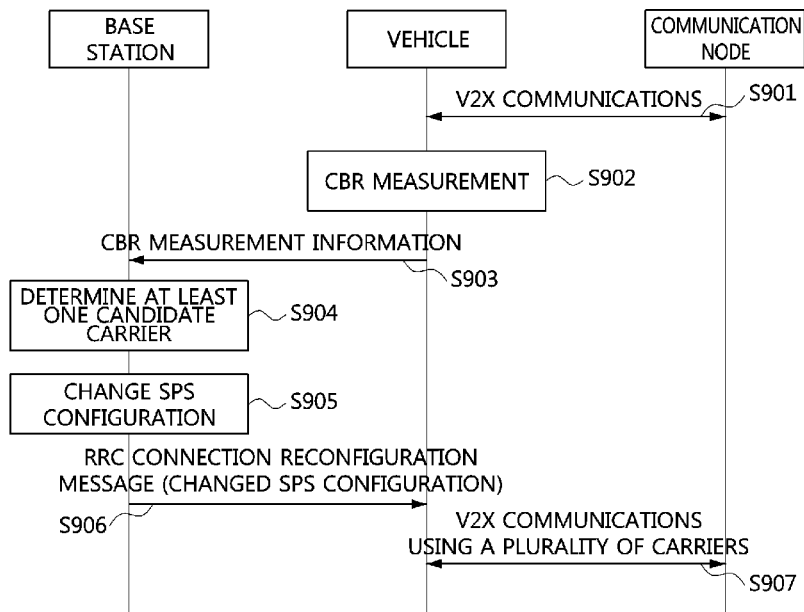 BASE
STATION
VEHICLE
COMMUNICATION
NODE
V2X COMMUNICATIONS
S901
CBR MEASUREMENT
S902
CBR MEASUREMENT INFORMATION
S903
DETERMINE AT LEAST
ONE CANDIDATE
CARRIER
S904
CHANGE SPS
CONFIGURATION
S905
RRC CONNECTION RECONFIGURATION
MESSAGE (CHANGED SPS CONFIGURATION)
S906
V2X COMMUNICATIONS
USING A PLURALITY OF CARRIERS
S907